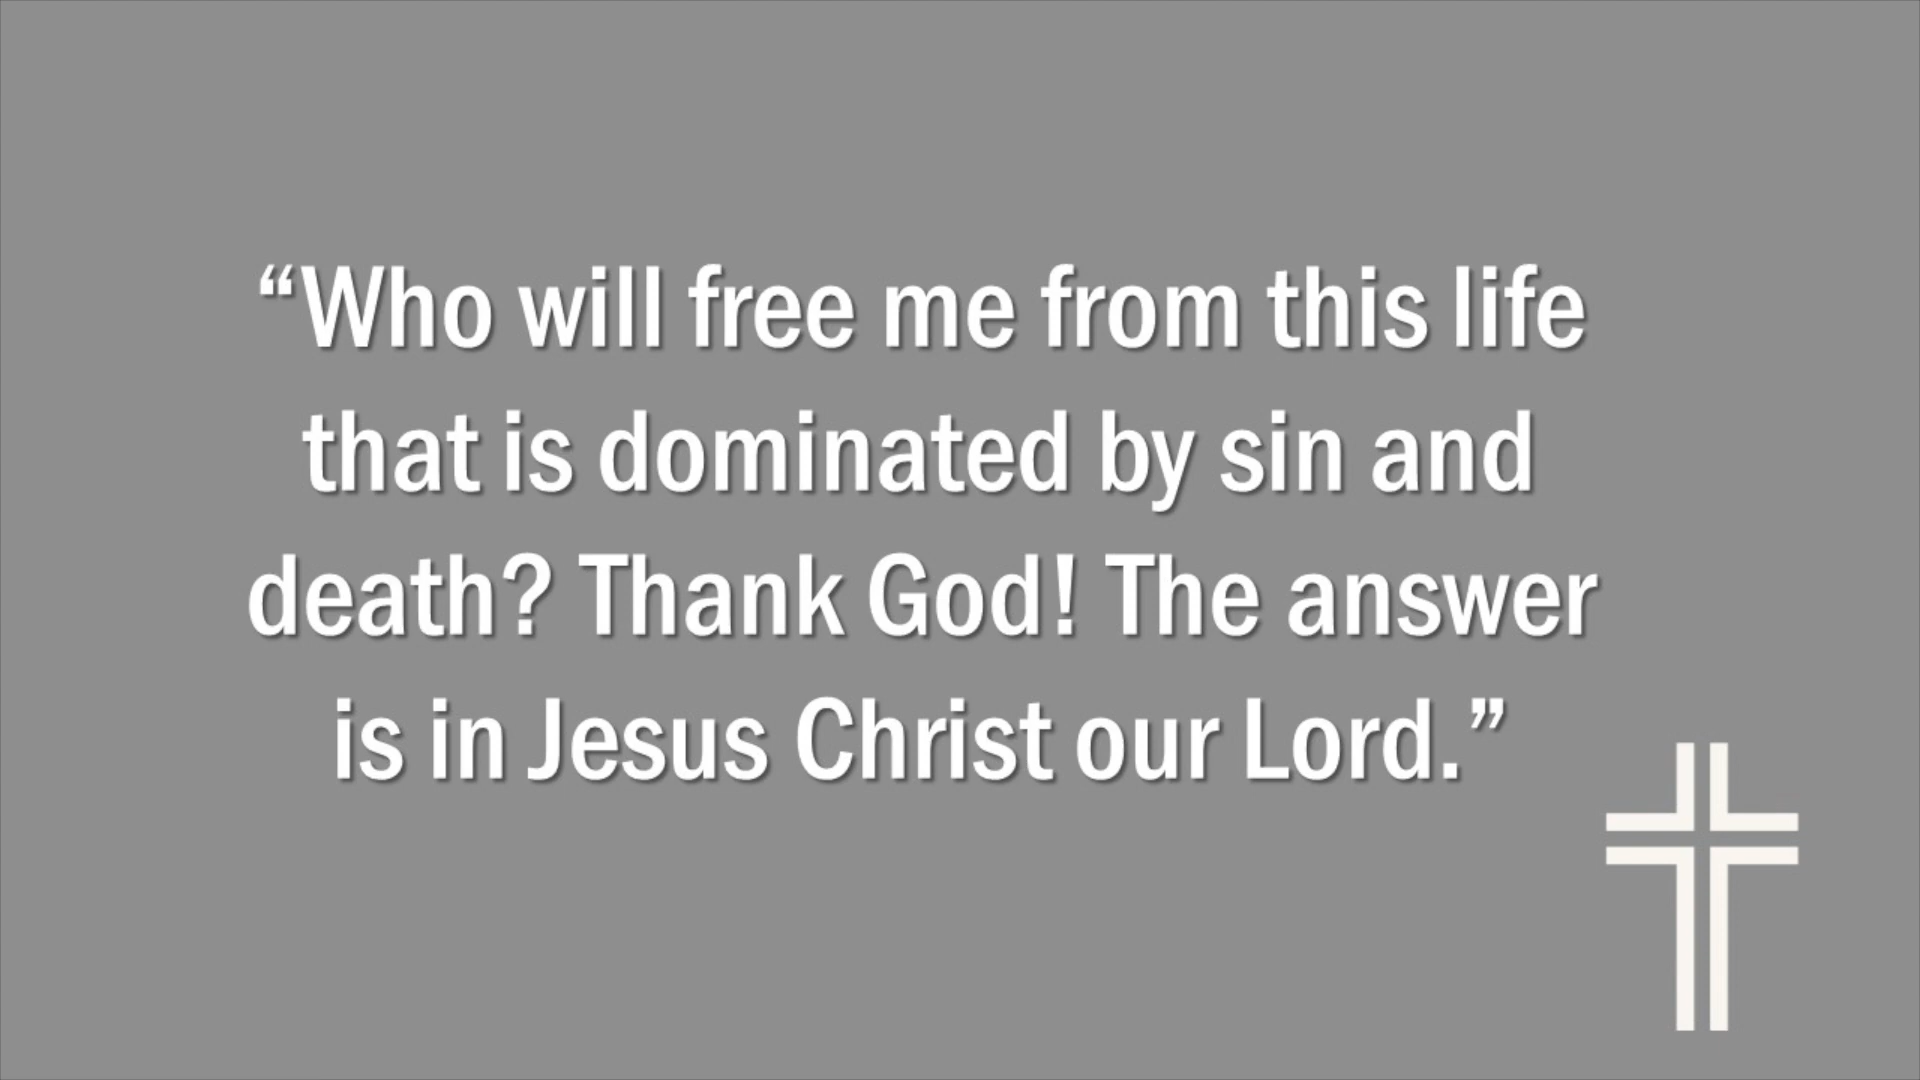 “Who will free me from this life
that is dominated by sin and
death? Thank God! The answer
is in Jesus Christ our Lord.”